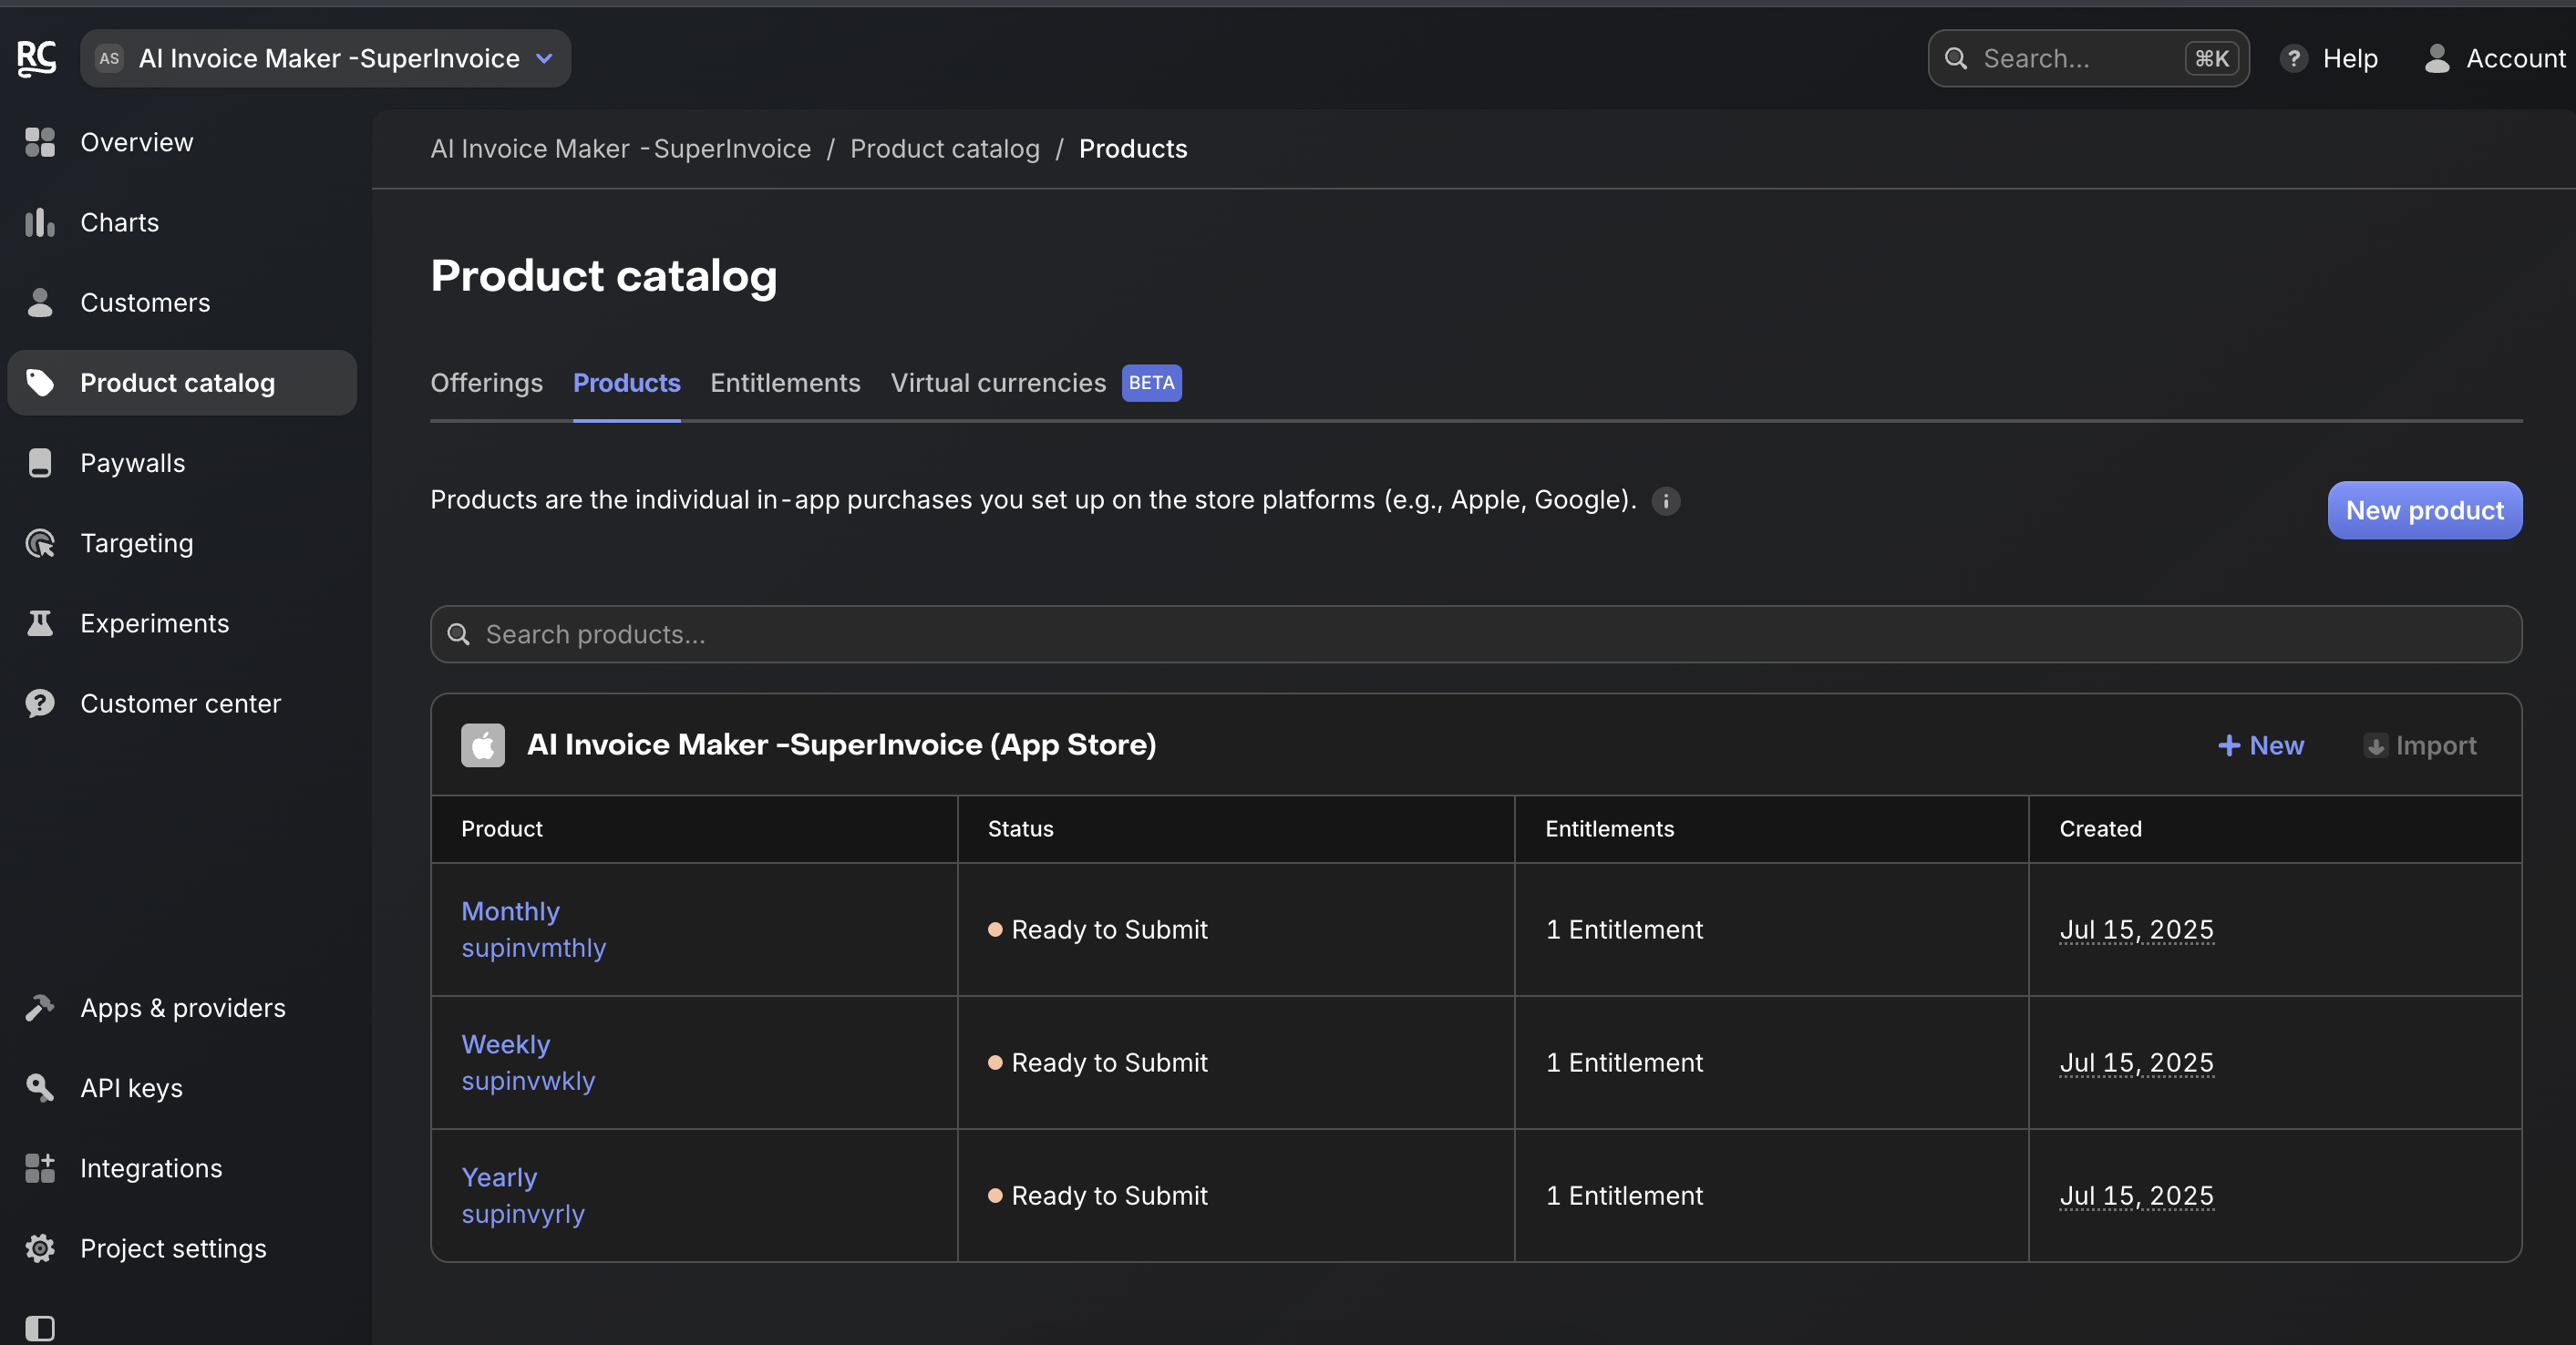 RC
AS AI Invoice Maker -SuperInvoice
Search... ⌘K
? Help
Account
Overview
Charts
Customers
Product catalog
Paywalls
Targeting
Experiments
Customer center
Apps & providers
API keys
Integrations
Project settings
AI Invoice Maker -SuperInvoice / Product catalog / Products
Product catalog
Offerings Products Entitlements Virtual currencies BETA
Products are the individual in-app purchases you set up on the store platforms (e.g., Apple, Google). i
New product
Search products...
AI Invoice Maker -SuperInvoice (App Store)
+ New Import
Product Status Entitlements Created
Monthly
supinvmthly
Ready to Submit 1 Entitlement Jul 15, 2025
Weekly
supinvwkly
Ready to Submit 1 Entitlement Jul 15, 2025
Yearly
supinvyrly
Ready to Submit 1 Entitlement Jul 15, 2025